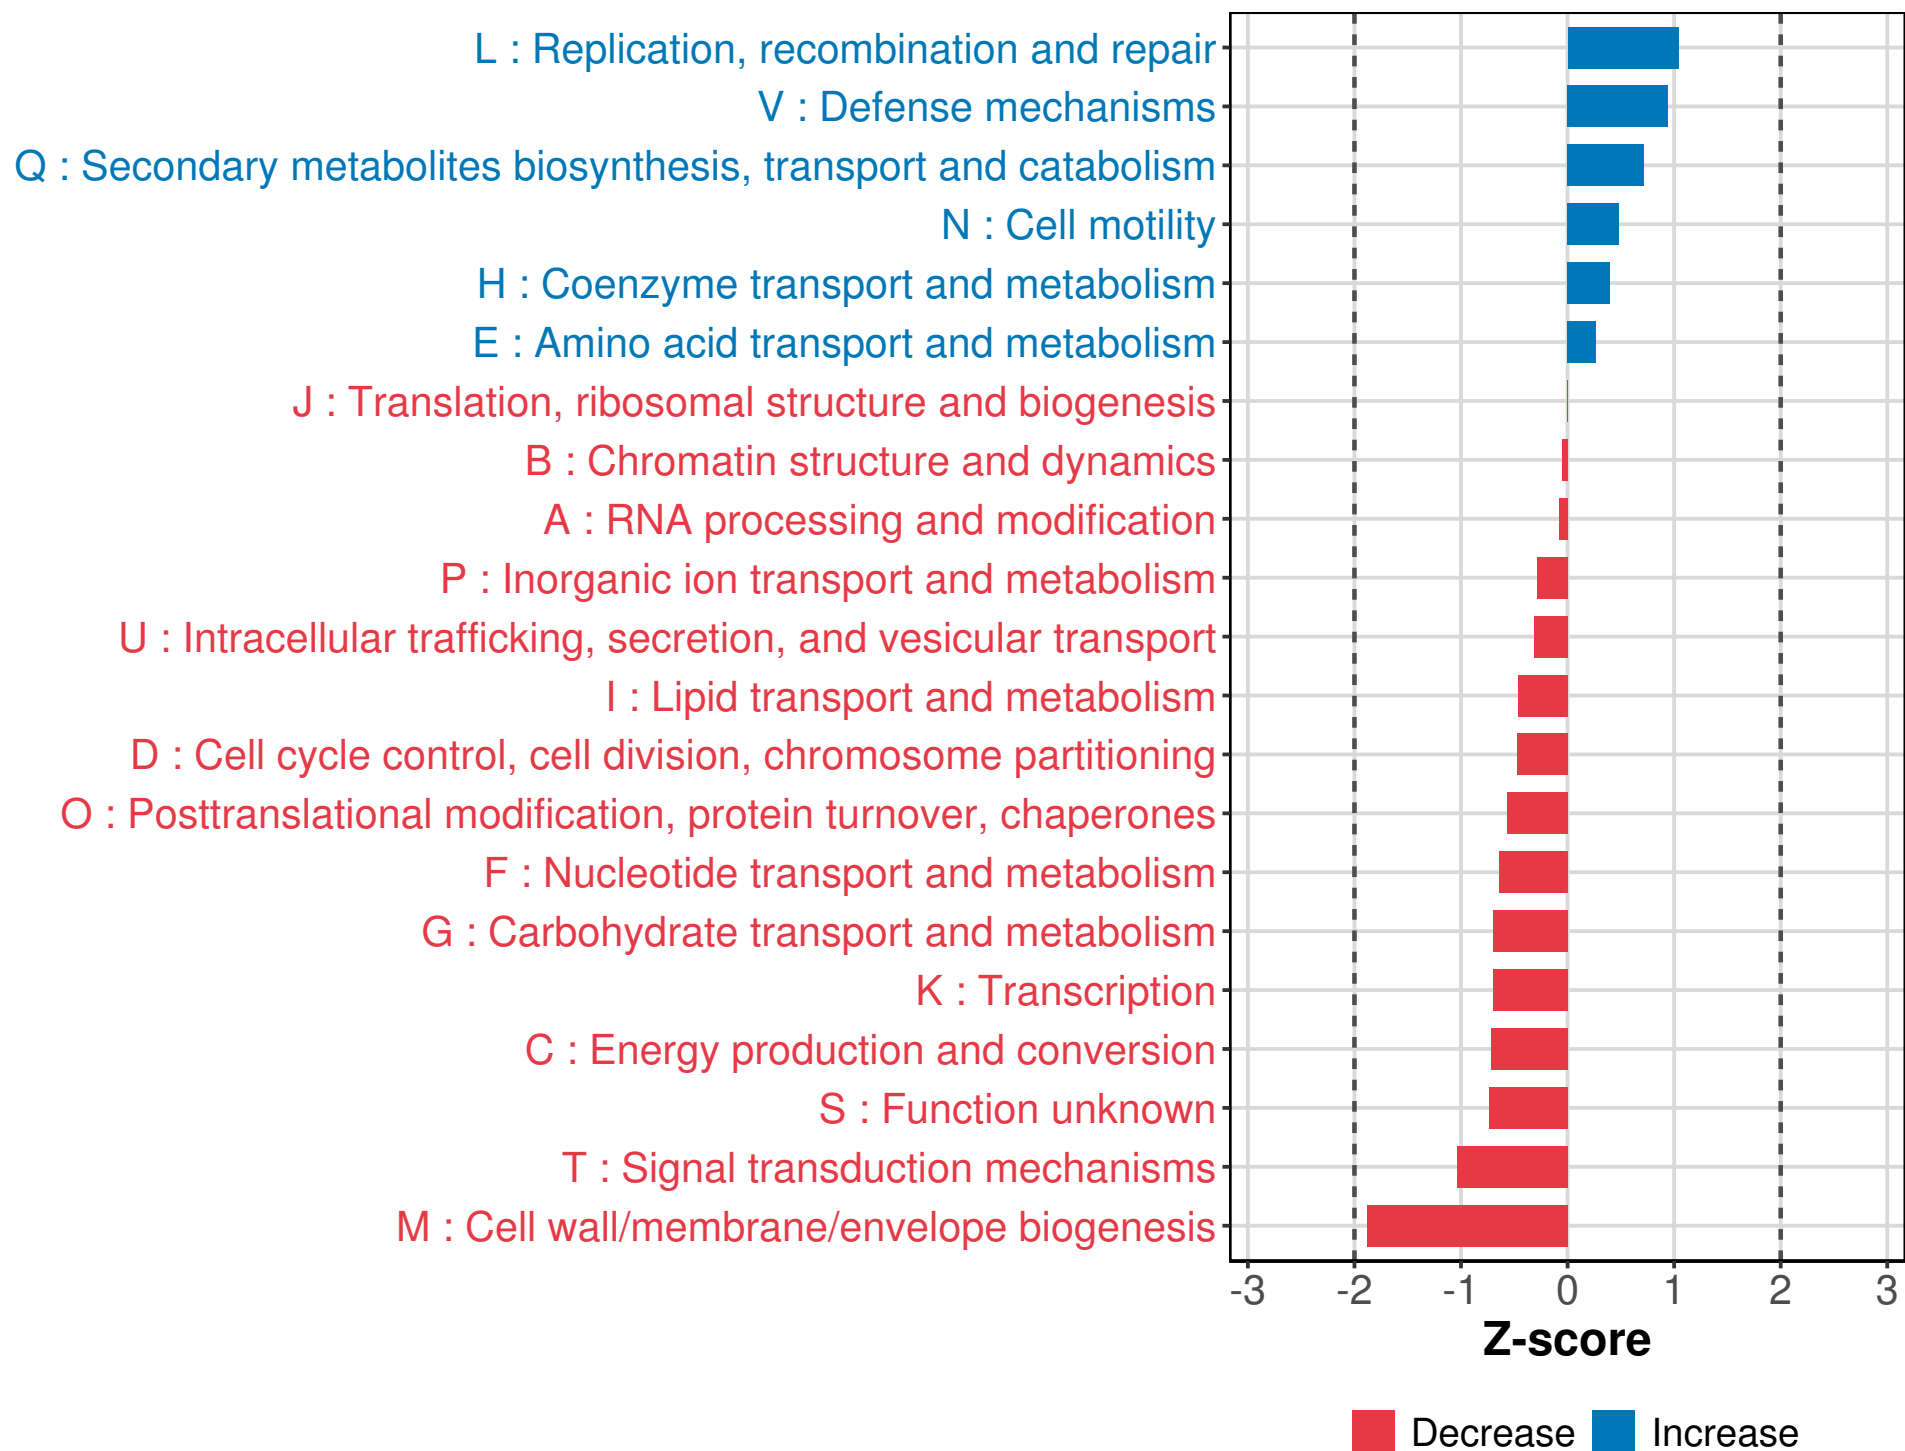 L : Replication, recombination and repair
V : Defense mechanisms
Q : Secondary metabolites biosynthesis, transport and catabolism
N : Cell motility
H : Coenzyme transport and metabolism
E : Amino acid transport and metabolism
J : Translation, ribosomal structure and biogenesis
B : Chromatin structure and dynamics
A : RNA processing and modification
P : Inorganic ion transport and metabolism
U : Intracellular trafficking, secretion, and vesicular transport
I : Lipid transport and metabolism
D : Cell cycle control, cell division, chromosome partitioning
O : Posttranslational modification, protein turnover, chaperones
F : Nucleotide transport and metabolism
G : Carbohydrate transport and metabolism
K : Transcription
C : Energy production and conversion
S : Function unknown
T : Signal transduction mechanisms
M : Cell wall/membrane/envelope biogenesis
-3 -2 -1 0 1 2 3
Z-score
Decrease Increase